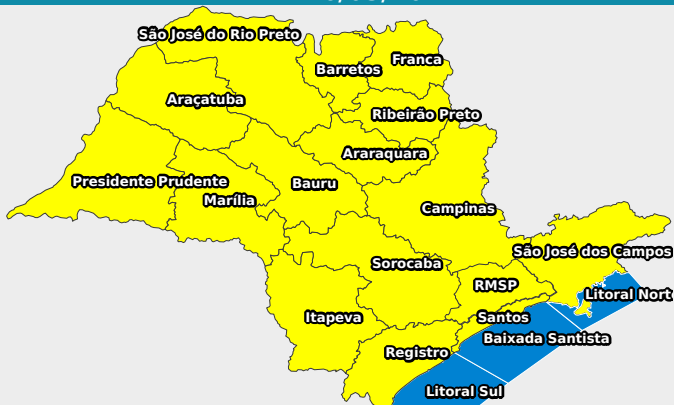 São José do Rio Preto
Franca
Barretos
Araçatuba
Ribeirão Preto
Araraquara
Presidente Prudente
Bauru
Marília
Campinas
São José dos Campos
Sorocaba
RMSP
Litoral Nort
Itapeva
Santos
Baixada Santista
Registro
Litoral Sul